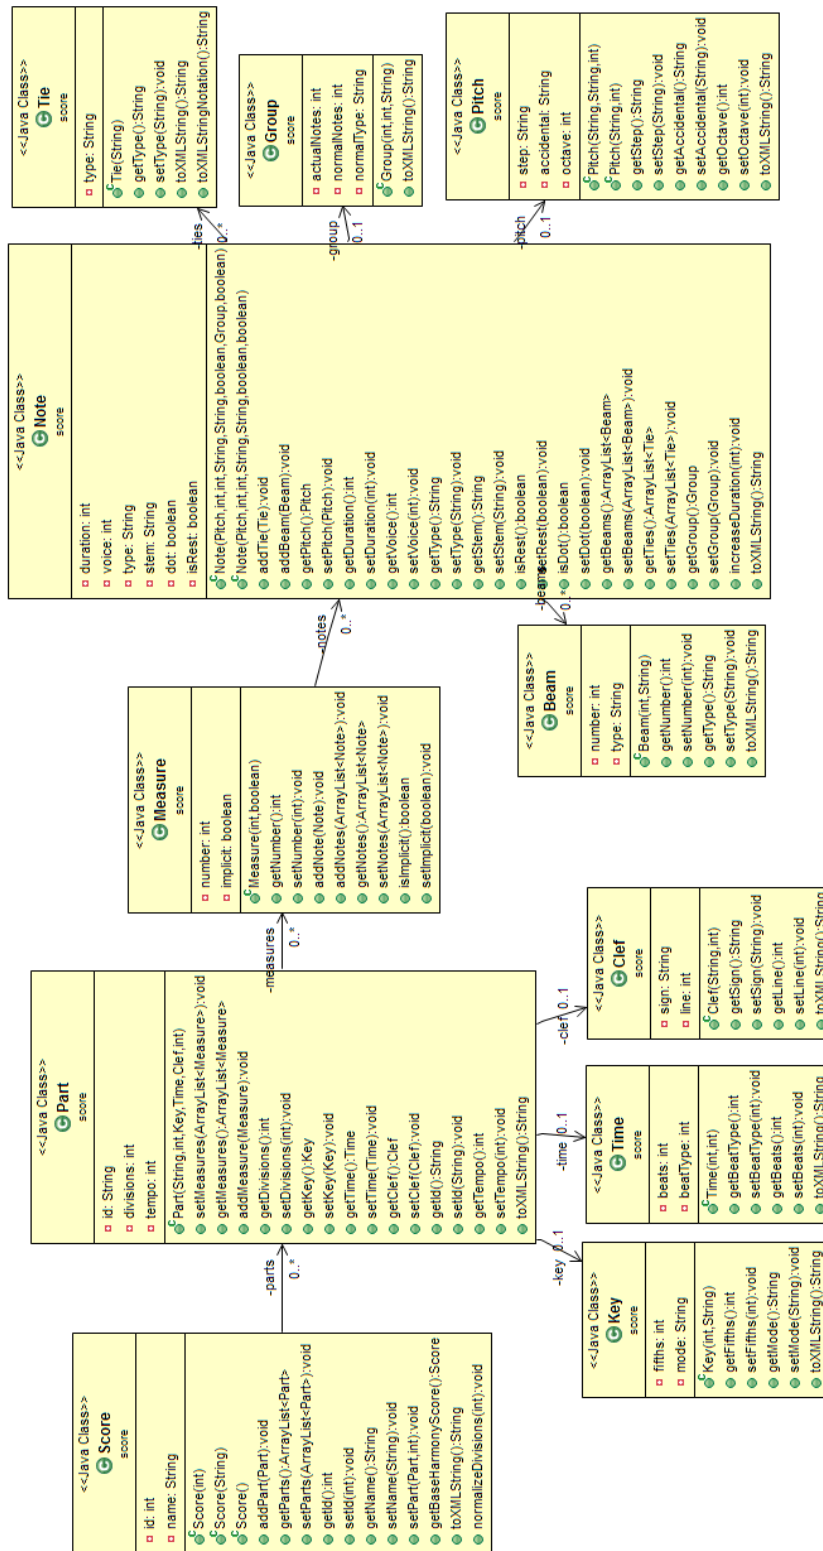 <<Java Class>>
Score
score
id: int
name: String
Score(int)
Score(String)
Score()
addPart(Part):void
getParts():ArrayList<Part>
setParts(ArrayList<Part>):void
getId():int
setId(int):void
getName():String
setName(String):void
setPart(Part,int):void
getBaseHarmonyScore():Score
toXMLString():String
normalizeDivisions(int):void
-parts
0..*
<<Java Class>>
Part
score
id: String
divisions: int
tempo: int
Part(String,int,Key,Time,Clef,int)
setMeasures(ArrayList<Measure>):void
getMeasures():ArrayList<Measure>
addMeasure(Measure):void
getDivisions():int
setDivisions(int):void
getKey():Key
setKey(Key):void
getTime():Time
setTime(Time):void
getClef():Clef
setClef(Clef):void
getId():String
setId(String):void
getTempo():int
setTempo(int):void
toXMLString():String
-key 0..1
-time 0..1
-clef 0..1
<<Java Class>>
Key
score
fifths: int
mode: String
Key(int,String)
getFifths():int
setFifths(int):void
getMode():String
setMode(String):void
toXMLString():String
<<Java Class>>
Time
score
beats: int
beatType: int
Time(int,int)
getBeatType():int
setBeatType(int):void
getBeats():int
setBeats(int):void
toXMLString():String
<<Java Class>>
Clef
score
sign: String
line: int
Clef(String,int)
getSign():String
setSign(String):void
getLine():int
setLine(int):void
toXMLString():String
-measures
0..*
<<Java Class>>
Measure
score
number: int
implicit: boolean
Measure(int,boolean)
getNumber():int
setNumber(int):void
addNote(Note):void
addNotes(ArrayList<Note>):void
getNotes():ArrayList<Note>
setNotes(ArrayList<Note>):void
isImplicit():boolean
setImplicit(boolean):void
-notes
0..*
<<Java Class>>
Note
score
duration: int
voice: int
type: String
stem: String
dot: boolean
isRest: boolean
Note(Pitch,int,int,String,String,boolean,Group,boolean)
Note(Pitch,int,int,String,String,boolean,boolean)
addTie(Tie):void
addBeam(Beam):void
getPitch():Pitch
setPitch(Pitch):void
getDuration():int
setDuration(int):void
getVoice():int
setVoice(int):void
getType():String
setType(String):void
getStem():String
setStem(String):void
isRest():boolean
setRest(boolean):void
isDot():boolean
setDot(boolean):void
getBeams():ArrayList<Beam>
setBeams(ArrayList<Beam>):void
getTies():ArrayList<Tie>
setTies(ArrayList<Tie>):void
getGroup():Group
setGroup(Group):void
increaseDuration(int):void
toXMLString():String
-beams
0..*
<<Java Class>>
Beam
score
number: int
type: String
Beam(int,String)
getNumber():int
setNumber(int):void
getType():String
setType(String):void
toXMLString():String
-ties
0..*
<<Java Class>>
Tie
score
type: String
Tie(String)
getType():String
setType(String):void
toXMLString():String
toXMLStringNotation():String
-group
0..1
<<Java Class>>
Group
score
actualNotes: int
normalNotes: int
normalType: String
Group(int,int,String)
toXMLString():String
-pitch
0..1
<<Java Class>>
Pitch
score
step: String
accidental: String
octave: int
Pitch(String,String,int)
Pitch(String,int)
getStep():String
setStep(String):void
getAccidental():String
setAccidental(String):void
getOctave():int
setOctave(int):void
toXMLString():String